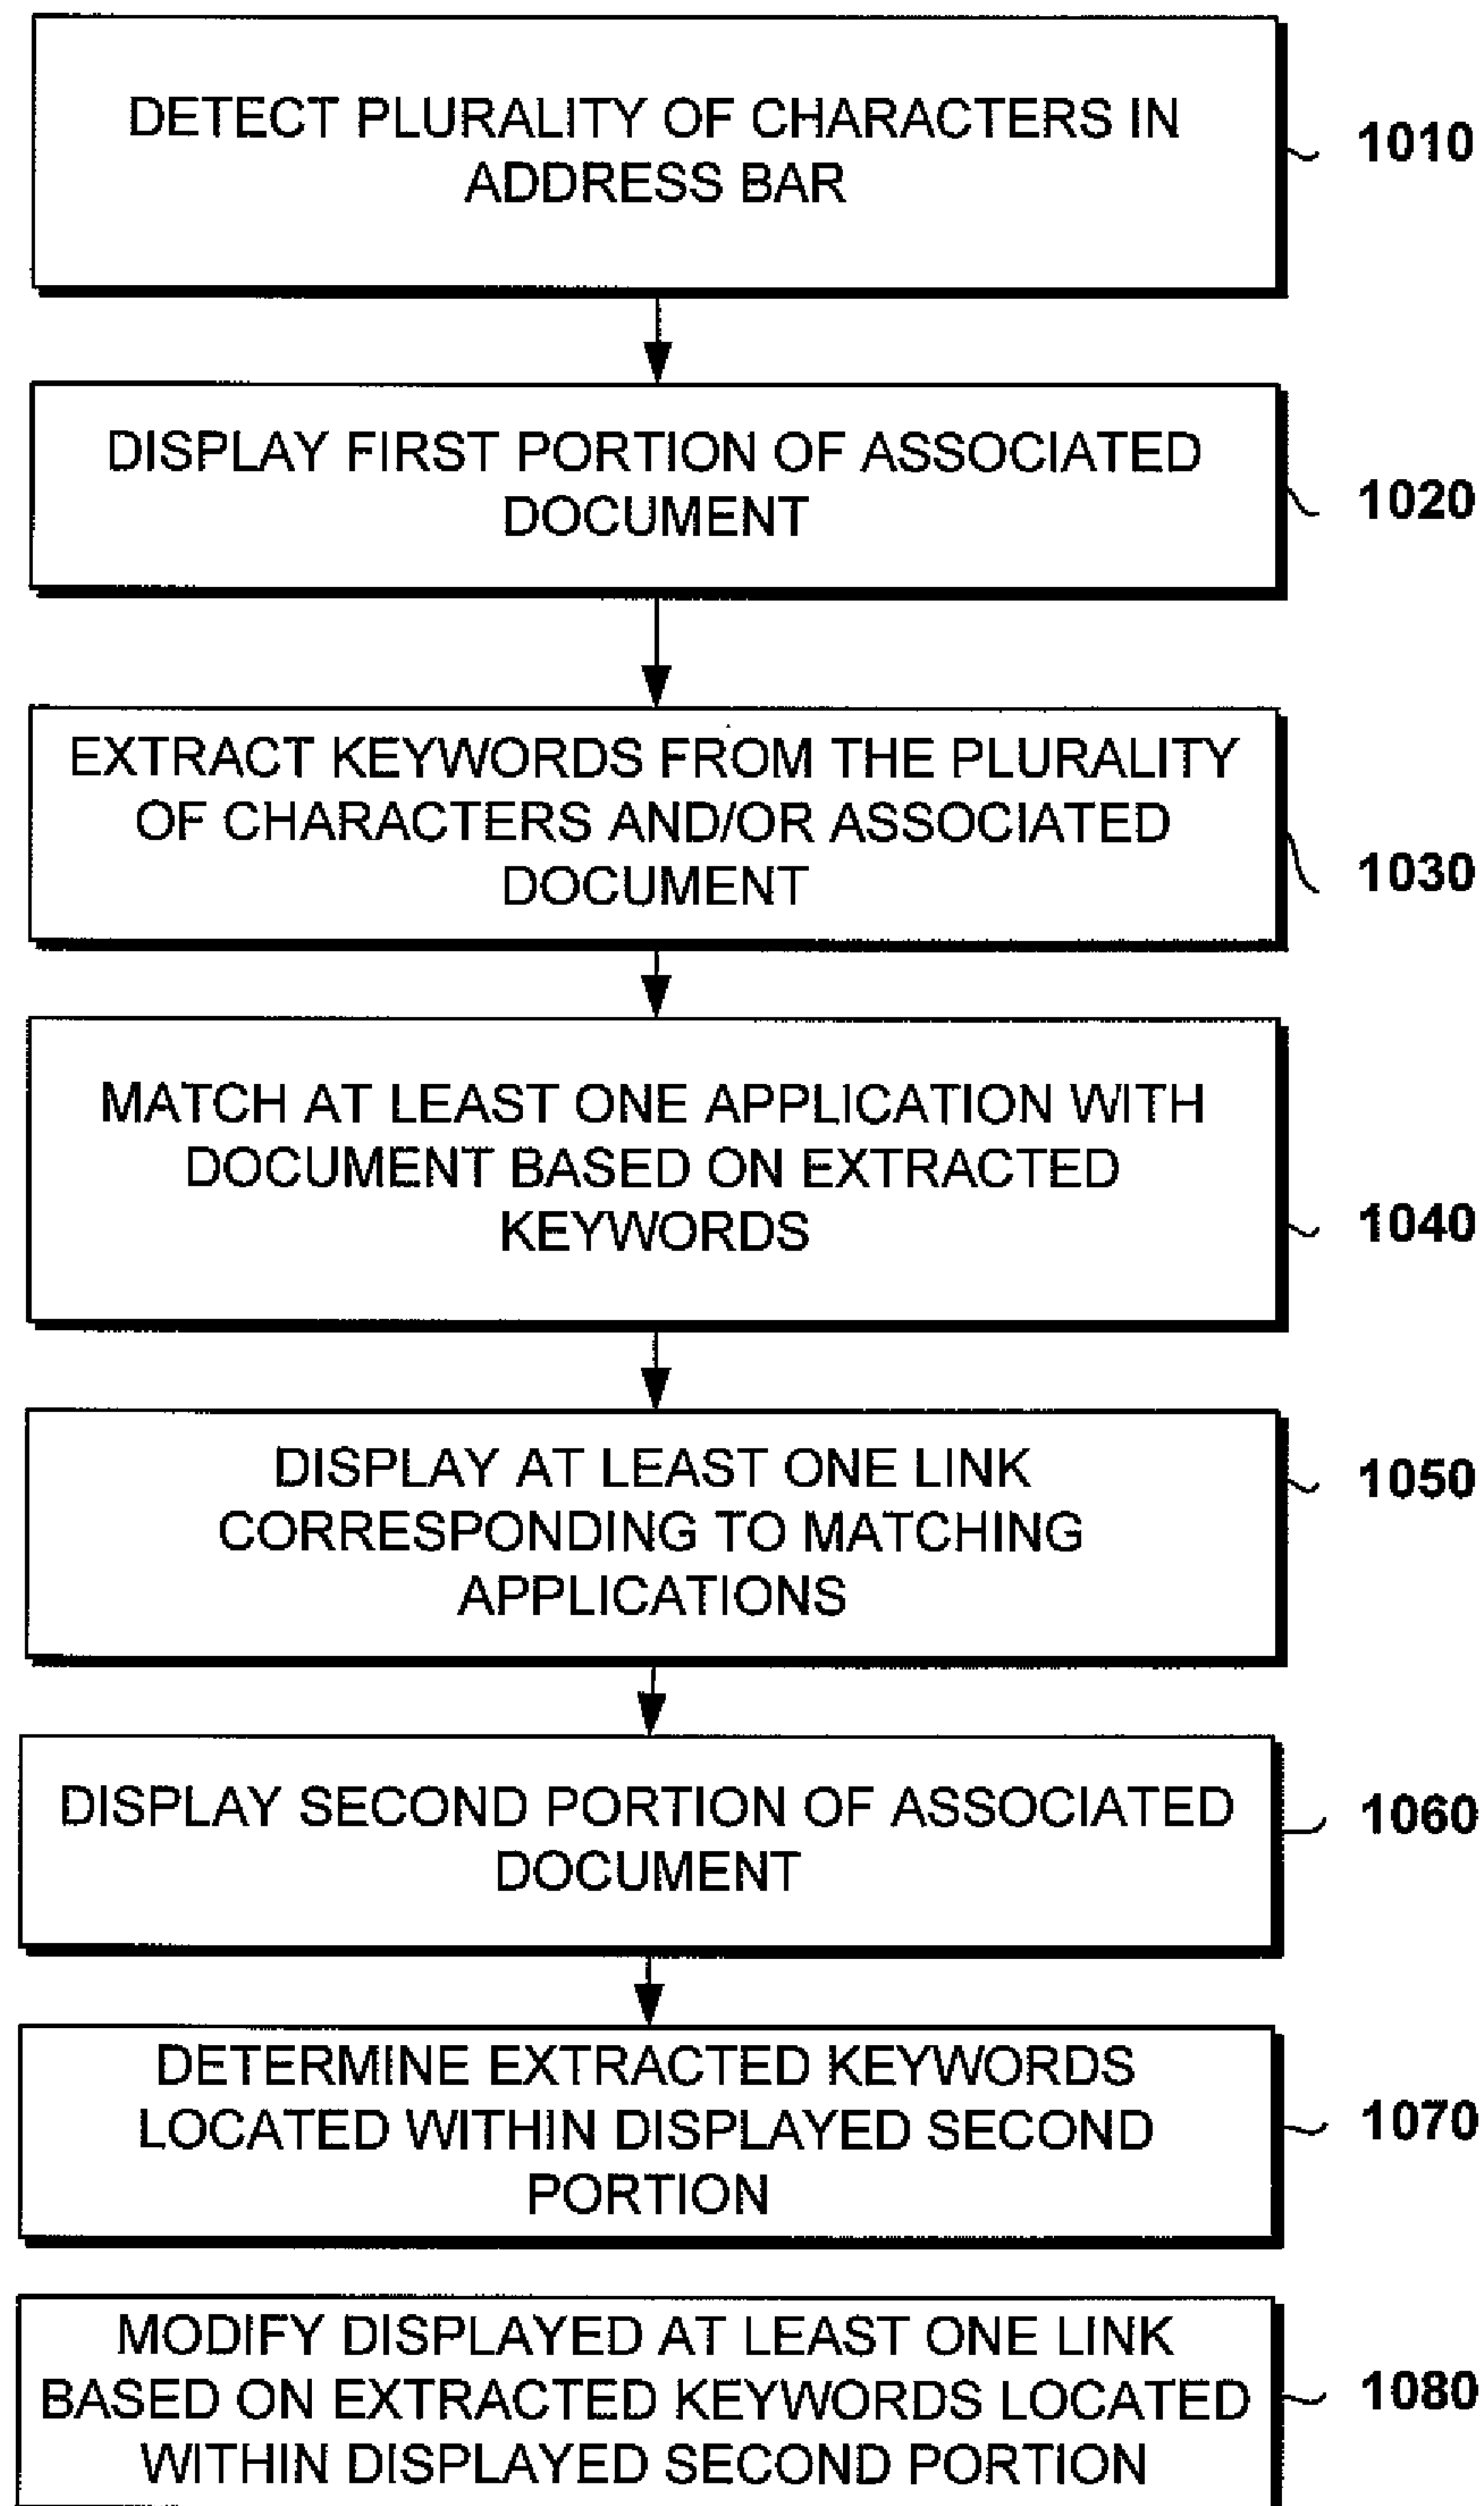 DETECT PLURALITY OF CHARACTERS IN
ADDRESS BAR
1010
DISPLAY FIRST PORTION OF ASSOCIATED
DOCUMENT
1020
EXTRACT KEYWORDS FROM THE PLURALITY
OF CHARACTERS AND/OR ASSOCIATED
DOCUMENT
1030
MATCH AT LEAST ONE APPLICATION WITH
DOCUMENT BASED ON EXTRACTED
KEYWORDS
1040
DISPLAY AT LEAST ONE LINK
CORRESPONDING TO MATCHING
APPLICATIONS
1050
DISPLAY SECOND PORTION OF ASSOCIATED
DOCUMENT
1060
DETERMINE EXTRACTED KEYWORDS
LOCATED WITHIN DISPLAYED SECOND
PORTION
1070
MODIFY DISPLAYED AT LEAST ONE LINK
BASED ON EXTRACTED KEYWORDS LOCATED
WITHIN DISPLAYED SECOND PORTION
1080